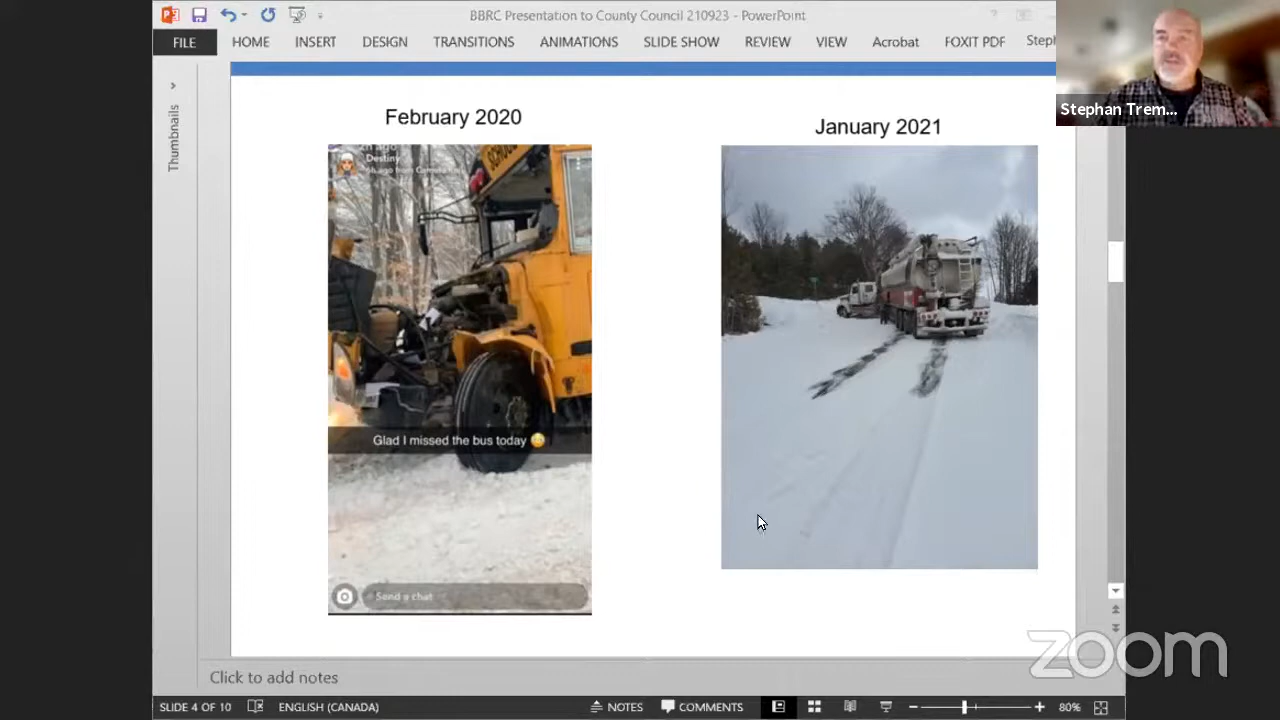 BBRC Presentation to County Council 210923 - PowerPoint
?
FILE HOME INSERT DESIGN TRANSITIONS ANIMATIONS SLIDE SHOW REVIEW VIEW Acrobat FOXIT PDF Steph
Stephan Trem...
Thumbnails
February 2020
January 2021
SCHOOL
Destiny
Glad I missed the bus today 😅
Send a chat
zoom
Click to add notes
SLIDE 4 OF 10 ENGLISH (CANADA) NOTES COMMENTS 80%